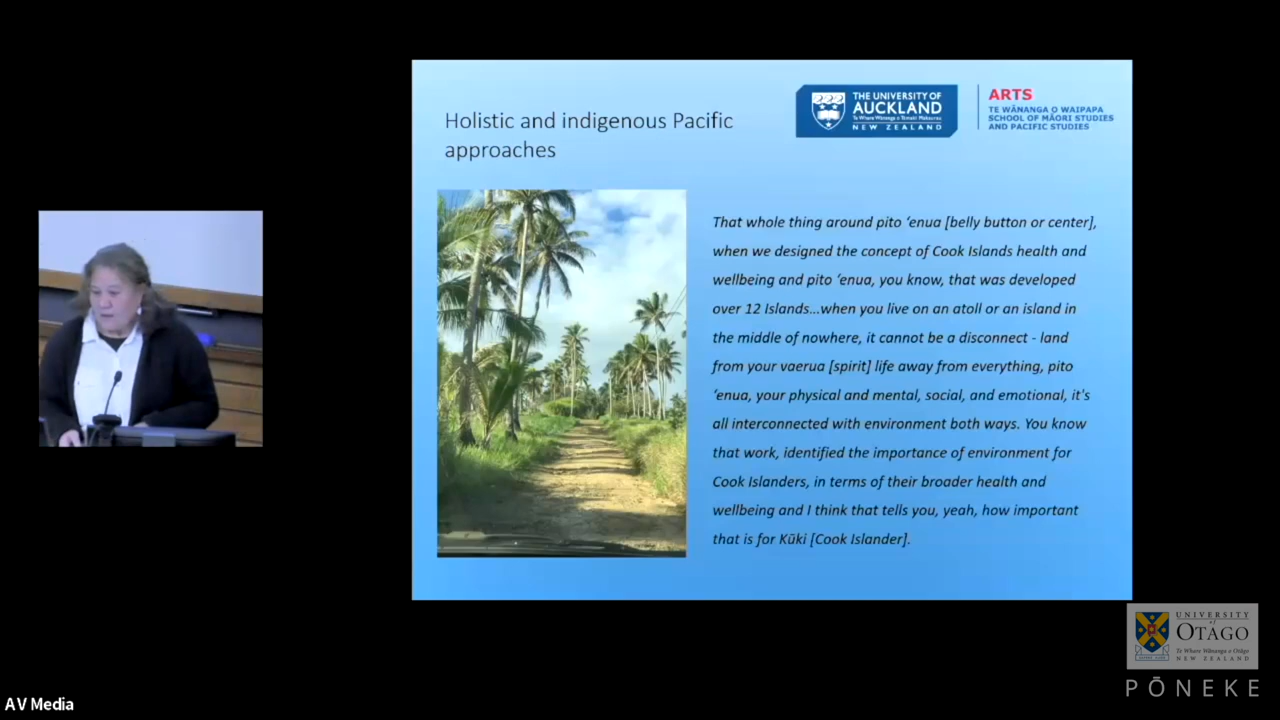 Holistic and indigenous Pacific
approaches
THE UNIVERSITY OF
AUCKLAND
Te Whare Wānanga o Tāmaki Makaurau
NEW ZEALAND
ARTS
TE WĀNANGA O WAIPAPA
SCHOOL OF MĀORI STUDIES
AND PACIFIC STUDIES
That whole thing around pito ‘enua [belly button or center],
when we designed the concept of Cook Islands health and
wellbeing and pito ‘enua, you know, that was developed
over 12 Islands...when you live on an atoll or an island in
the middle of nowhere, it cannot be a disconnect - land
from your vaerua [spirit] life away from everything, pito
‘enua, your physical and mental, social, and emotional, it's
all interconnected with environment both ways. You know
that work, identified the importance of environment for
Cook Islanders, in terms of their broader health and
wellbeing and I think that tells you, yeah, how important
that is for Kūki [Cook Islander].
UNIVERSITY
of
OTAGO
Te Whare Wānanga o Otāgo
NEW ZEALAND
PŌNEKE
AV Media